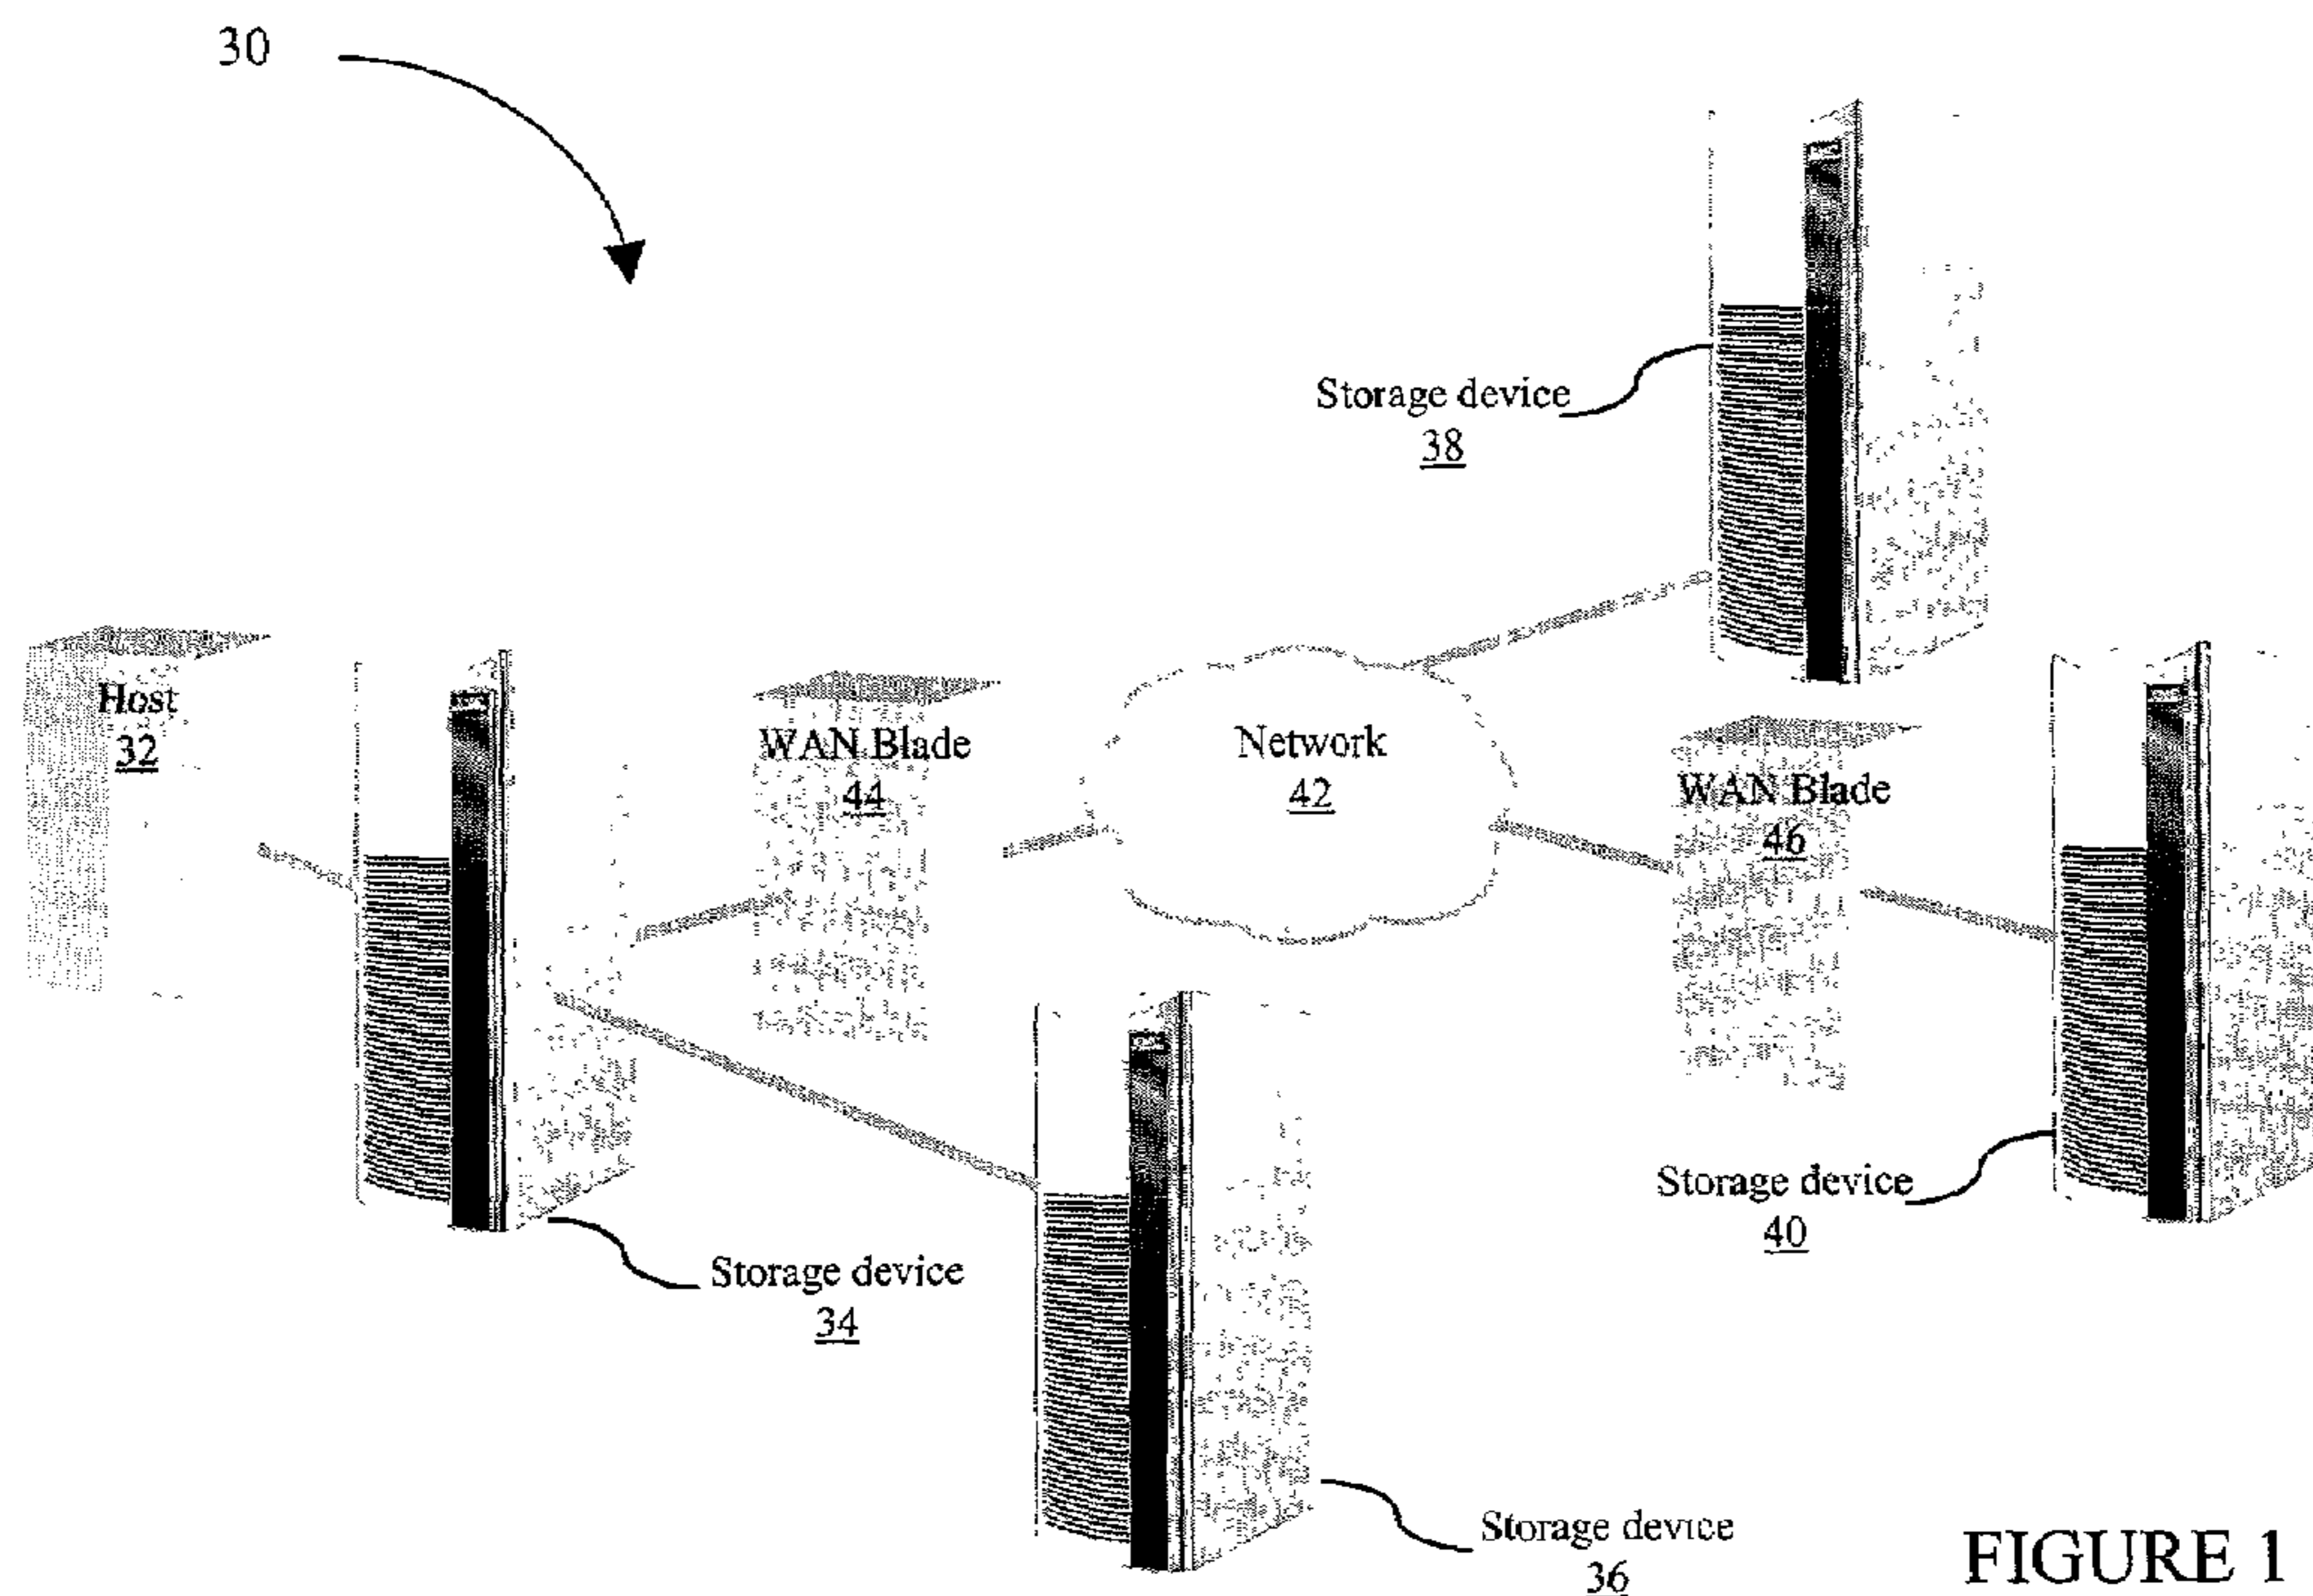 30
Storage device
38
Host
32
WAN Blade
44
Network
42
WAN Blade
46
Storage device
40
Storage device
34
Storage device
36
FIGURE 1